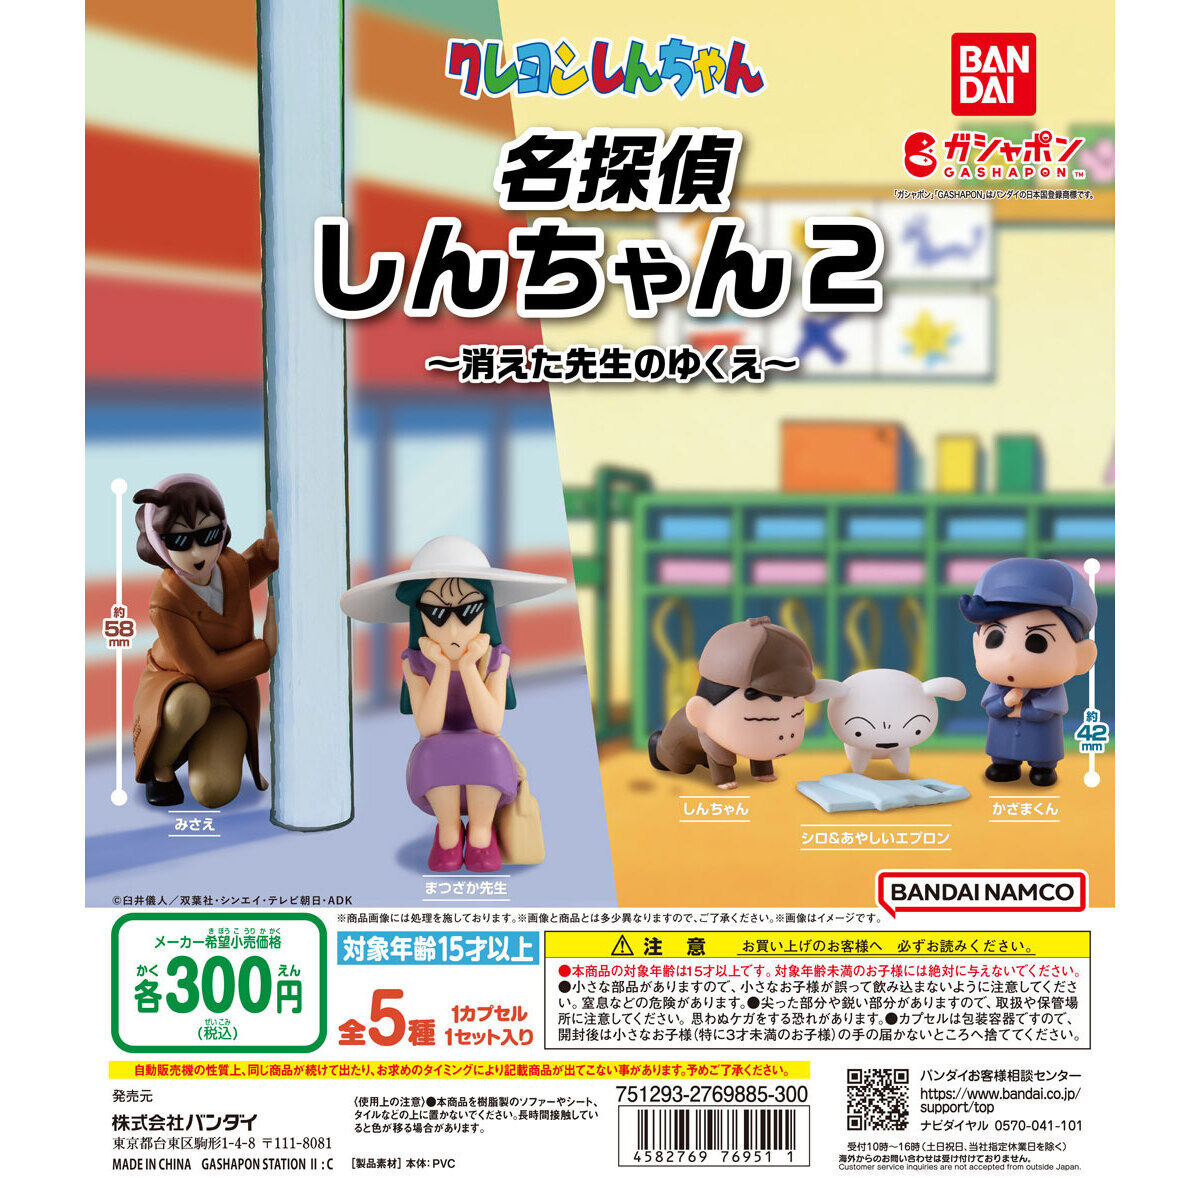 クレヨンしんちゃん
BAN
DAI
ガシャポン
GASHAPON™
「ガシャポン」「GASHAPON」はバンダイの日本国登録商標です。
名探偵
しんちゃん2
～消えた先生のゆくえ～
約
58
mm
約
42
mm
みさえ
まつざか先生
しんちゃん
シロ&あやしいエプロン
かざまくん
BANDAI NAMCO
©臼井儀人／双葉社・シンエイ・テレビ朝日・ADK
※商品画像には処理を施しております。※画像と商品とは多少異なりますので、ご了承ください。※画像はイメージです。
きぼうこうりかかく
メーカー希望小売価格
かく
各300円
えん
ぜいこみ
(税込)
対象年齢15才以上
全5種
1カプセル
1セット入り
⚠注意 お買い上げのお客様へ 必ずお読みください。
●本商品の対象年齢は15才以上です。対象年齢未満のお子様には絶対に与えないでください。
●小さな部品がありますので、小さなお子様が誤って飲み込まないように注意してくだ
さい。窒息などの危険があります。●尖った部分や鋭い部分がありますので、取扱や保管場
所に注意してください。思わぬケガをする恐れがあります。●カプセルは包装容器ですので、
開封後は小さなお子様(特に3才未満のお子様)の手の届かないところへ捨ててください。
自動販売機の性質上、同じ商品が続けて出たり、お求めのタイミングにより記載商品が出てこない事があります。予めご了承ください。
発売元
株式会社バンダイ
東京都台東区駒形1-4-8 〒111-8081
MADE IN CHINA GASHAPON STATION II : C
〈使用上の注意〉●本商品を樹脂製のソファーやシート、
タイルなどの上に置かないでください。長時間接触してい
ると色が移る場合があります。
[製品素材] 本体:PVC
751293-2769885-300
4582769 769511
バンダイお客様相談センター
https://www.bandai.co.jp/
support/top
ナビダイヤル 0570-041-101
受付10時～16時(土日祝日、当社指定休業日を除く)
海外からのお問い合わせは受け付けておりません。
Customer service inquiries are not accepted from outside Japan.